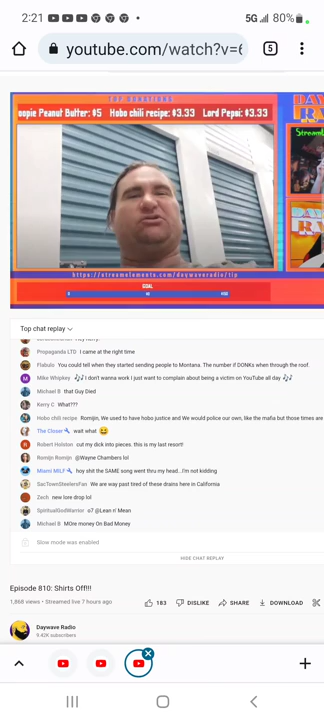 2:21
5G 80%
youtube.com/watch?v=6
5
TOP DONATIONS
oopie Peanut Butter: $5 Hobo chili recipe: $3.33 Lord Pepsi: $3.33
https://streamelements.com/daywaveradio/tip
GOAL
Top chat replay
Propaganda LTD I came at the right time
Flabulo You could tell when they started sending people to Montana. The number if DONKs when through the roof.
Mike Whipkey 🎶I don't wanna work I just want to complain about being a victim on YouTube all day 🎶
Michael B that Guy Died
Kerry C. What???
Hobo chili recipe Romijn, We used to have hobo justice and We would police our own, like the mafia but those times are
The Closer wait what 😆
Robert Holston cut my dick into pieces. this is my last resort!
Romijn Romijn @Wayne Chambers lol
Miami MILF hoy shit the SAME song went thru my head...I'm not kidding
SacTownSteelersFan We are way past tired of these drains here in California
Zech new lore drop lol
SpiritualGodWarrior o7 @Lean n' Mean
Michael B MOre money On Bad Money
Slow mode was enabled
HIDE CHAT REPLAY
Episode 810: Shirts Off!!!
1,868 views • Streamed live 7 hours ago
183 DISLIKE SHARE DOWNLOAD
Daywave Radio
9.42K subscribers